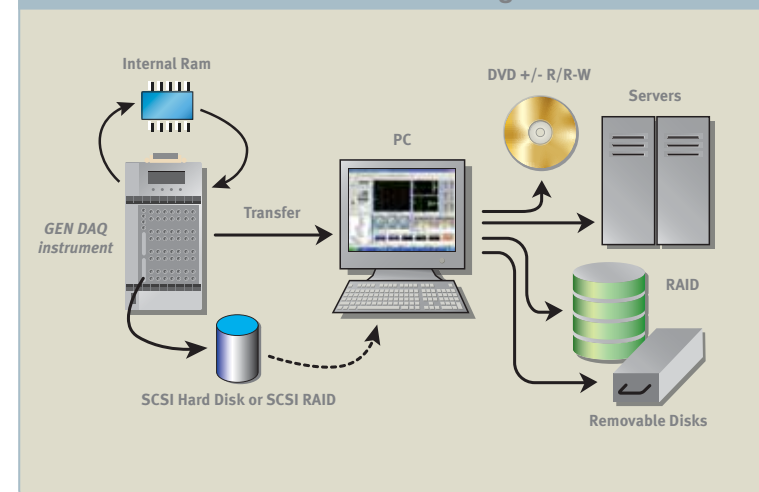 Internal Ram
DVD +/- R/R-W
Servers
PC
GEN DAQ
instrument
Transfer
RAID
SCSI Hard Disk or SCSI RAID
Removable Disks